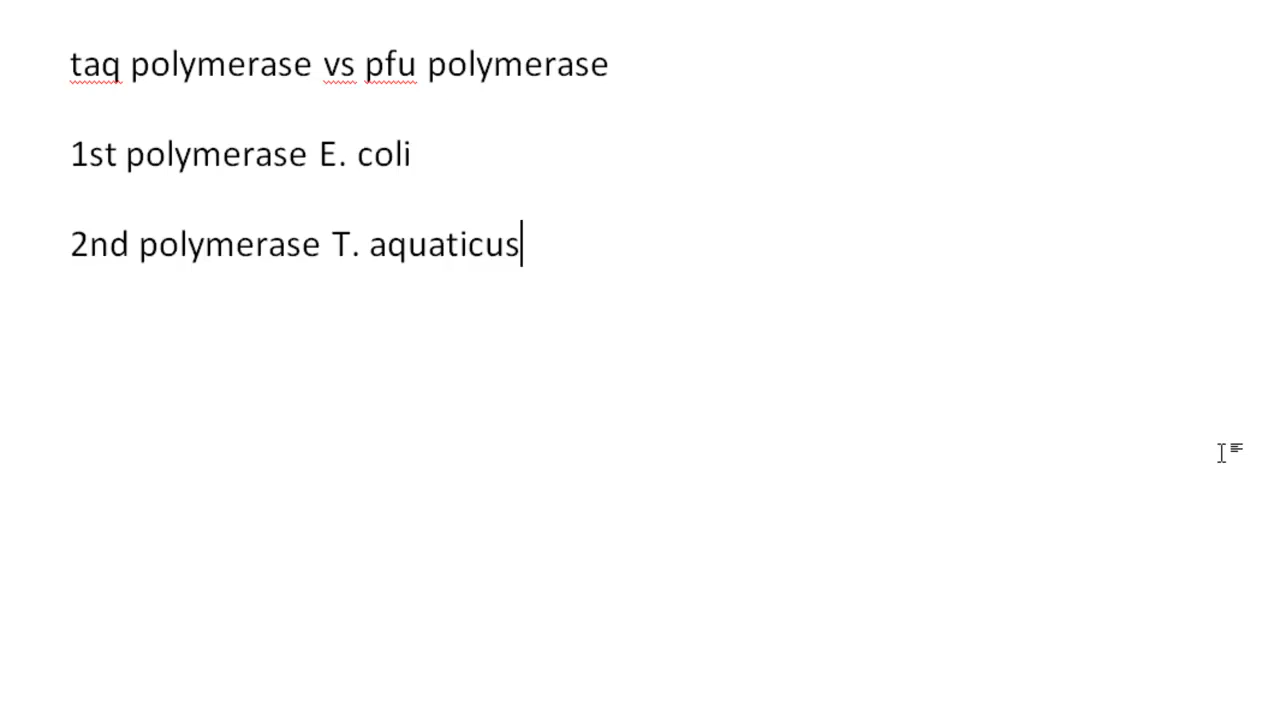 taq polymerase vs pfu polymerase
1st polymerase E. coli
2nd polymerase T. aquaticus